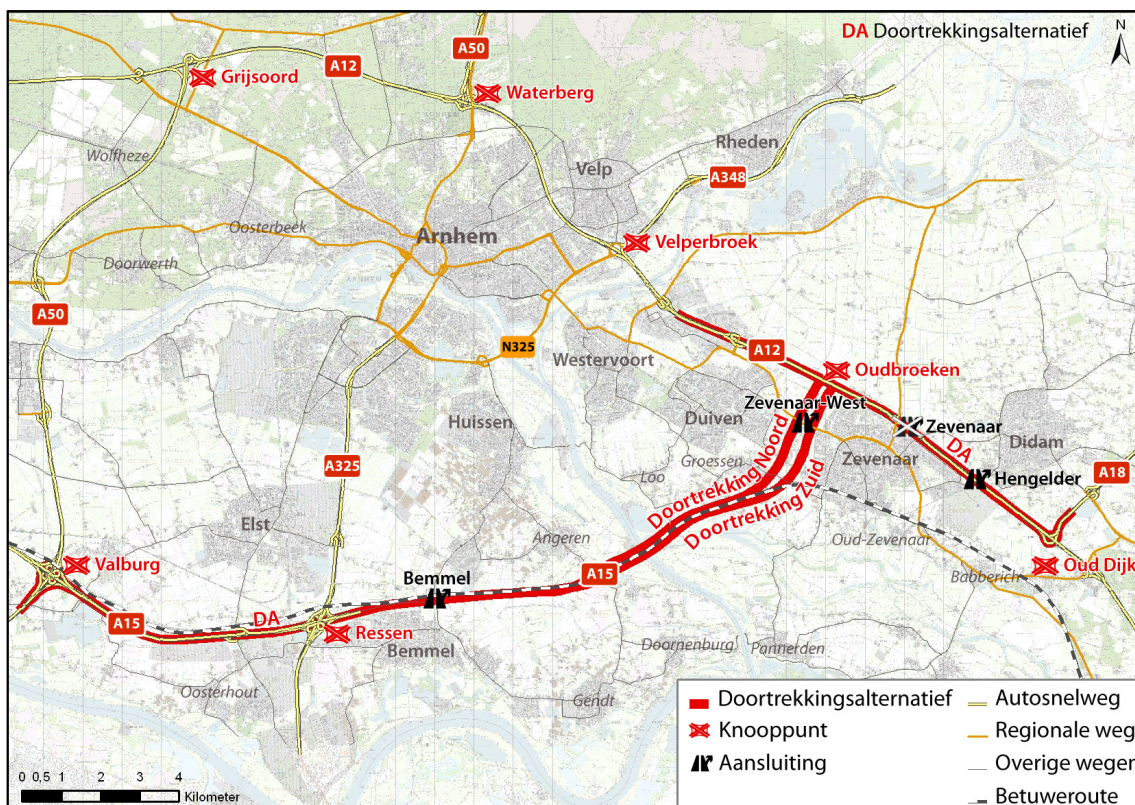 DA Doortrekkingsalternatief
N
A50
A12
Grijsoord
Waterberg
Rheden
Wolfheze
Velp
A348
Oosterbeek
Arnhem
Velperbroek
Doorwerth
A50
N325
A12
Westervoort
Oudbroeken
Zevenaar-West
Huissen
Duiven
Zevenaar
Didam
DA
Groessen
Zevenaar
A325
Loo
Doortrekking Noord
Hengelder
A18
Doortrekking Zuid
Elst
Angeren
Oud-Zevenaar
Valburg
Bemmel
A15
Babberich
Oud Dijk
A15
DA
Ressen
Bemmel
Doornenburg
Pannerden
Oosterhout
Gendt
Doortrekkingsalternatief
Knooppunt
Aansluiting
Autosnelweg
Regionale weg
Overige wegen
Betuweroute
0 0,5 1 2 3 4
Kilometer